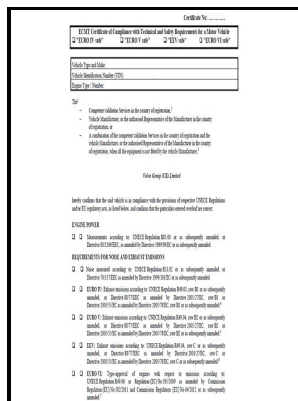 Certificate No: ..............
ECMT Certificate of Compliance with Technical and Safety Requirement for a Motor Vehicle
❑ "EURO IV safe" ❑ "EURO V safe" ❑ "EEV safe" ❑ "EURO VI safe"
Vehicle Type and Make:
Vehicle Identification Number (VIN):
Engine Type / Number:
The
- Competent validation Services in the country of registration,
- Vehicle Manufacturer, or the authorised Representative of the Manufacturer in the country
of registration, or
- A combination of the competent validation Services in the country of registration and the
vehicle Manufacturer, or the authorised Representative of the Manufacturer in the country
of registration, when all the equipment is not fitted by the vehicle Manufacturer,
Volvo Group (UK) Limited
hereby confirms that the said vehicle is in compliance with the provisions of respective UNECE Regulations
and/or EU regulatory acts, as listed below, and confirms that the particulars entered overleaf are correct:
ENGINE POWER
❑ ❑ Measurements according to: UNECE Regulation R85.00 or as subsequently amended, or
Directive 80/1269/EEC, as amended by Directive 1999/99/EC or as subsequently amended.
REQUIREMENTS FOR NOISE AND EXHAUST EMISSIONS
❑ ❑ Noise measured according to: UNECE Regulation R51.02 or as subsequently amended, or
Directive 70/157/EEC as amended by Directive 1999/101/EC or as subsequently amended.
❑ ❑ EURO IV: Exhaust emissions according to: UNECE Regulation R49.03, row B1 or as subsequently
amended, or Directive 88/77/EEC as amended by Directive 2001/27/EC, row B1 or
Directive 2005/55/EC as amended by Directive 2005/78/EC, row B1 or as subsequently amended.
❑ ❑ EURO V: Exhaust emissions according to: UNECE Regulation R49.04, row B2 or as subsequently
amended, or Directive 88/77/EEC as amended by Directive 2001/27/EC, row B2 or
Directive 2005/55/EC as amended by Directive 2005/78/EC, row B2 or as subsequently amended.
❑ ❑ EEV: Exhaust emissions according to: UNECE Regulation R49.04, row C or as subsequently
amended, or Directive 88/77/EEC as amended by Directive 2001/27/EC, row C or
Directive 2005/55/EC as amended by Directive 2005/78/EC, row C or as subsequently amended.
❑ ❑ EURO VI: Type-approval of engines with respect to emissions according to:
UNECE Regulation R49.06 or Regulation (EC) No 595/2009 as amended by Commission
Regulation (EU) No 582/2011 and Commission Regulation (EU) No 64/2012 or as subsequently
amended.